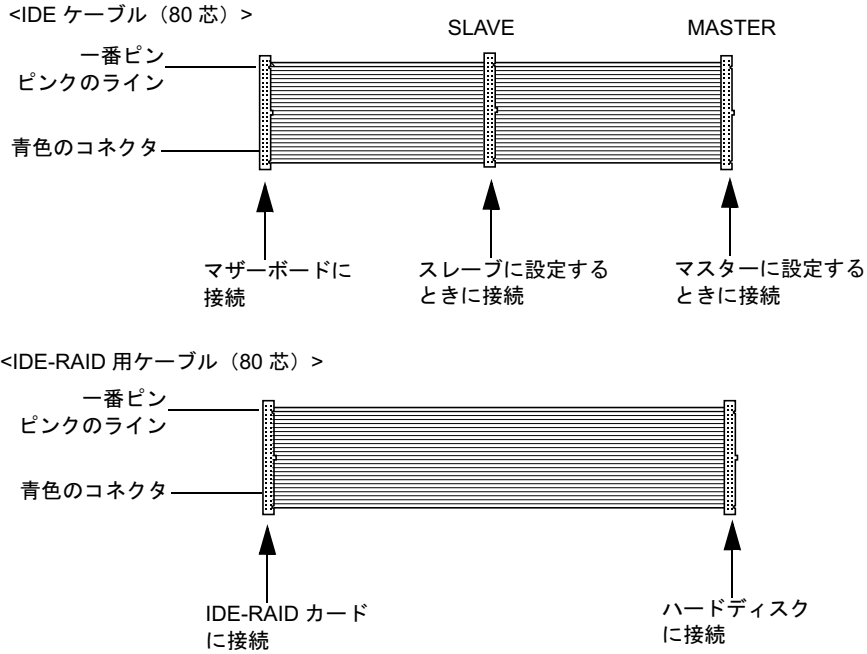 <IDE ケーブル（80 芯）>
SLAVE
MASTER
一番ピン
ピンクのライン
青色のコネクタ
マザーボードに
接続
スレーブに設定する
ときに接続
マスターに設定する
ときに接続
<IDE-RAID 用ケーブル（80 芯）>
一番ピン
ピンクのライン
青色のコネクタ
IDE-RAID カード
に接続
ハードディスク
に接続